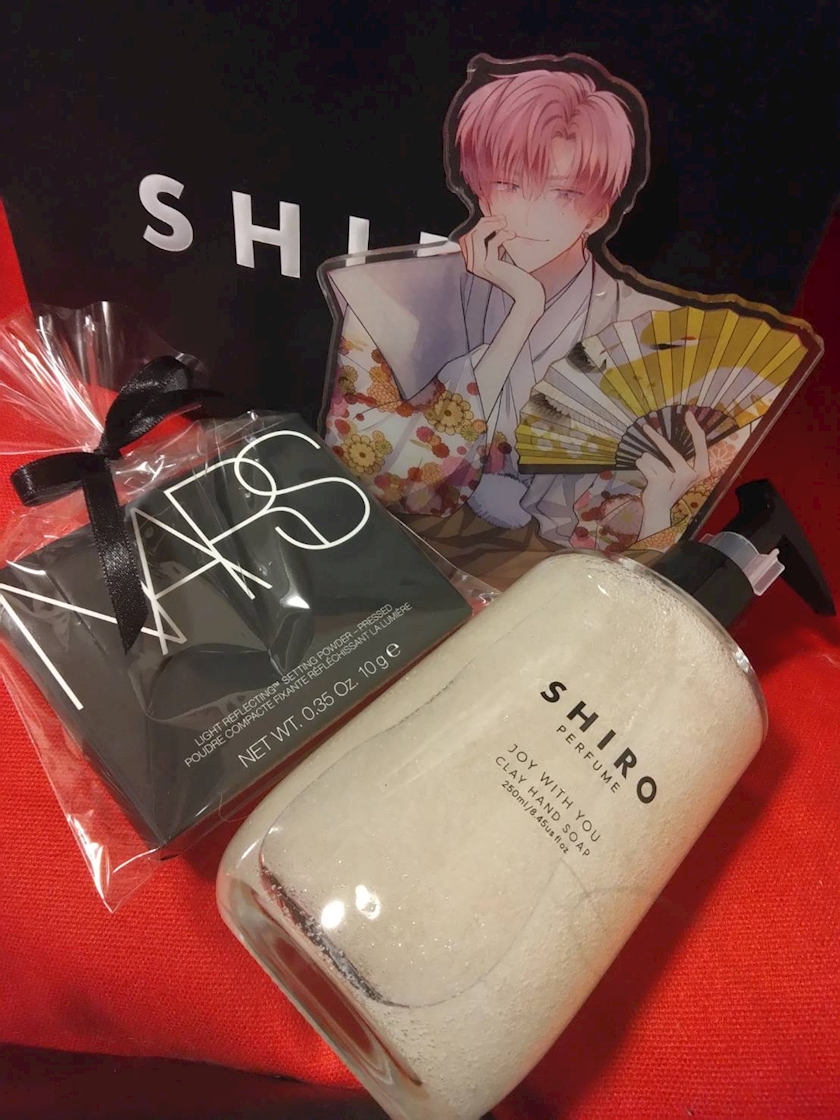 SHI
NARS
LIGHT REFLECTING™ SETTING POWDER - PRESSED
POUDRE COMPACTE FIXANTE RÉFLÉCHISSANT LA LUMIÈRE
NET WT. 0.35 OZ. 10 g ℮
SHIRO
PERFUME
JOY WITH YOU
CLAY HAND SOAP
250ml/8.45us fl oz